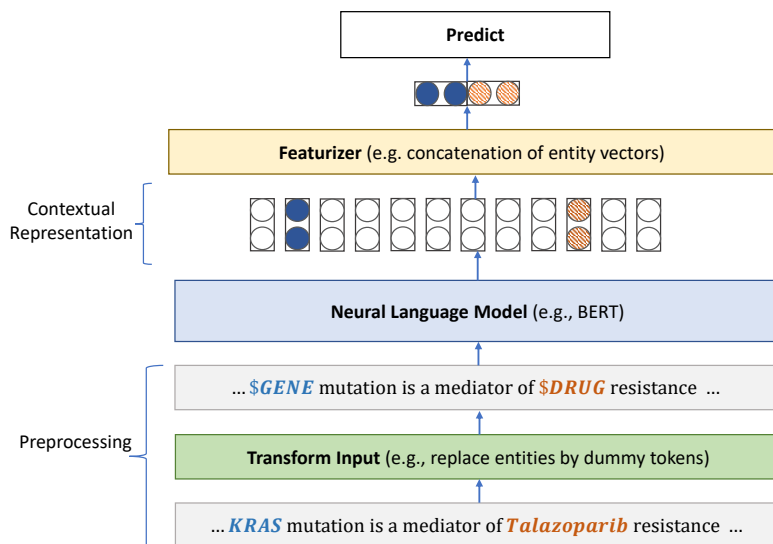 Predict
Featurizer (e.g. concatenation of entity vectors)
Contextual
Representation
Neural Language Model (e.g., BERT)
... $GENE mutation is a mediator of $DRUG resistance ...
Preprocessing
Transform Input (e.g., replace entities by dummy tokens)
... KRAS mutation is a mediator of Talazoparib resistance ...